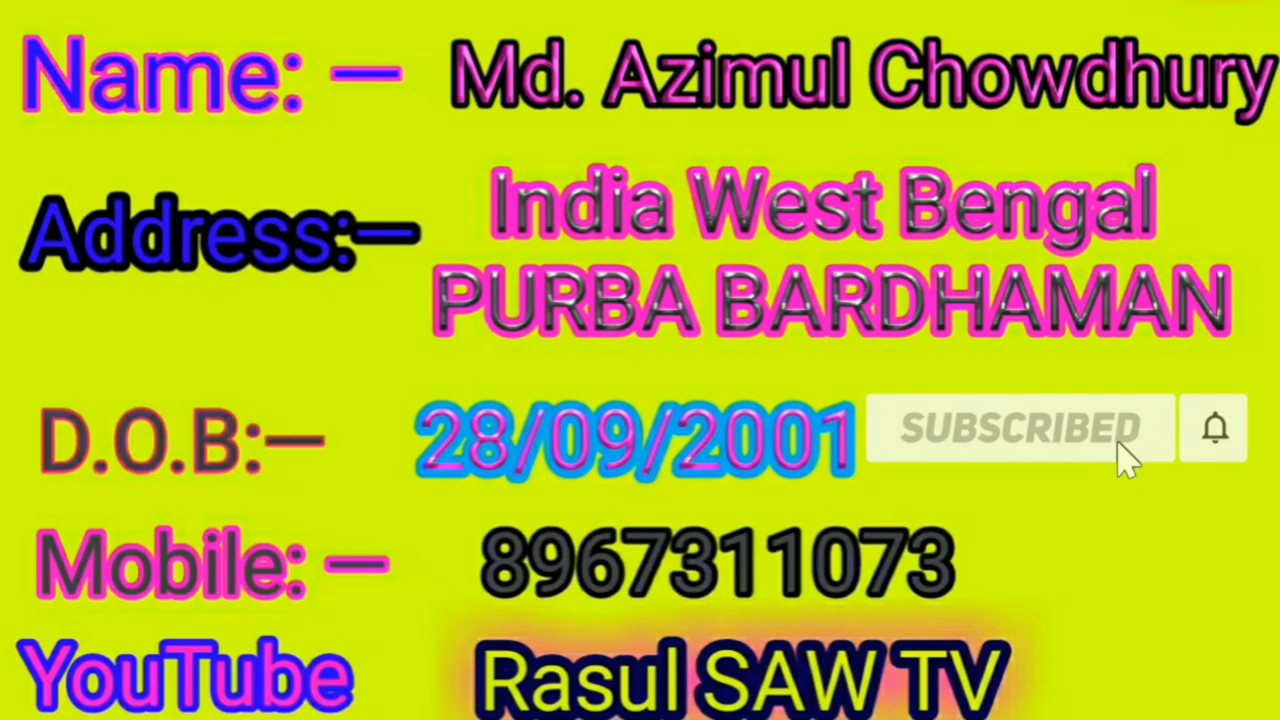 Name: — Md. Azimul Chowdhury
Address:— India West Bengal
PURBA BARDHAMAN
D.O.B:— 28/09/2001 SUBSCRIBED
Mobile: — 8967311073
YouTube Rasul SAW TV